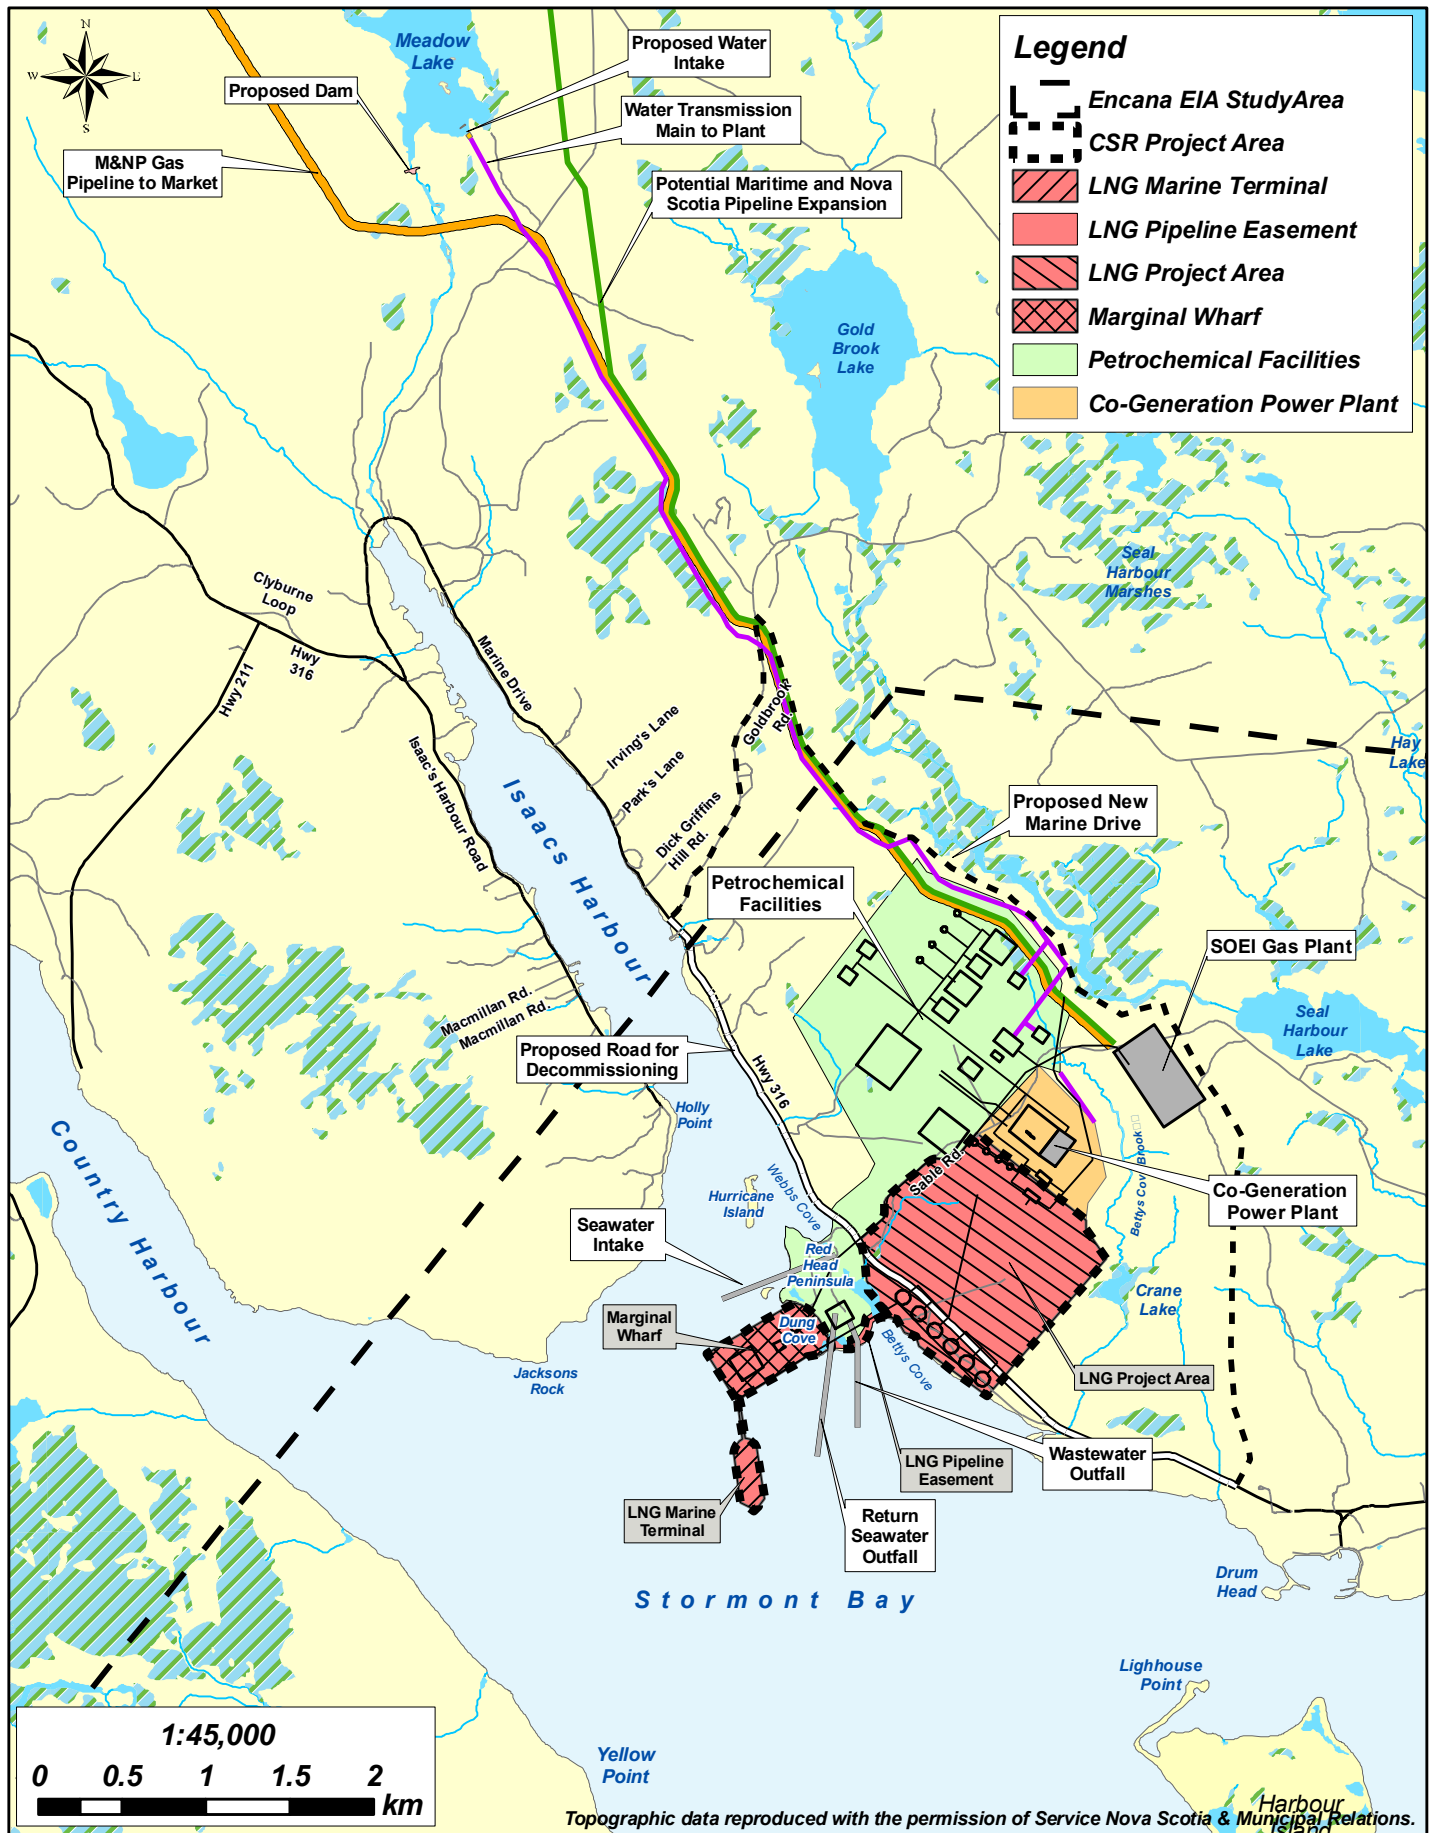 N
W
E
S
Meadow
Lake
Proposed Water
Intake
Proposed Dam
Water Transmission
Main to Plant
M&NP Gas
Pipeline to Market
Potential Maritime and Nova
Scotia Pipeline Expansion
Legend
Encana EIA StudyArea
CSR Project Area
LNG Marine Terminal
LNG Pipeline Easement
LNG Project Area
Marginal Wharf
Petrochemical Facilities
Co-Generation Power Plant
Gold
Brook
Lake
Seal
Harbour
Marshes
Clyburne
Loop
Hwy
316
Hwy 211
Marine Drive
Isaac's Harbour Road
Irving's Lane
Park's Lane
Dick Griffins
Hill Rd.
Goldbrook
Rd.
Hay
Lake
Isaacs Harbour
Proposed New
Marine Drive
Petrochemical
Facilities
SOEI Gas Plant
Seal
Harbour
Lake
Macmillan Rd.
Macmillan Rd.
Proposed Road for
Decommissioning
Hwy 316
Holly
Point
Country Harbour
Webbs Cove
Hurricane
Island
Sable Rd.
Bettys Cove Brook
Co-Generation
Power Plant
Seawater
Intake
Red
Head
Peninsula
Crane
Lake
Marginal
Wharf
Dung
Cove
Bettys Cove
Jacksons
Rock
LNG Project Area
LNG Pipeline
Easement
Wastewater
Outfall
LNG Marine
Terminal
Return
Seawater
Outfall
Drum
Head
Stormont Bay
Lighhouse
Point
Yellow
Point
1:45,000
0 0.5 1 1.5 2
km
Harbour
Island
Topographic data reproduced with the permission of Service Nova Scotia & Municipal Relations.